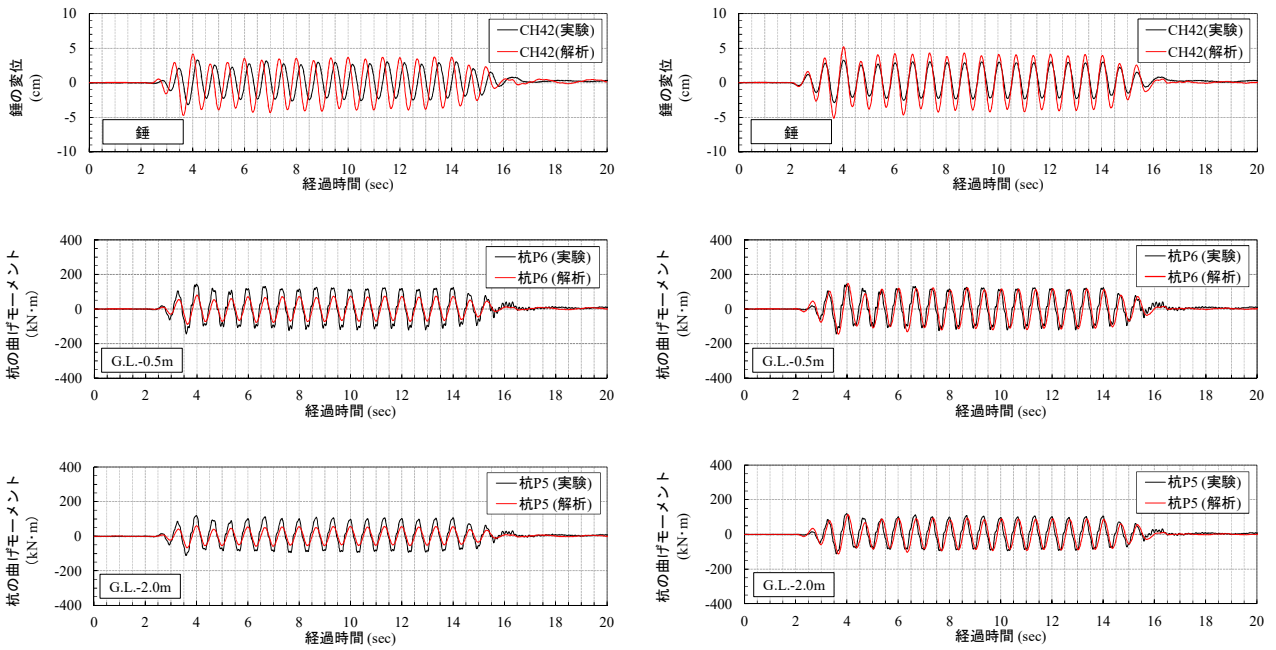 CH42(実験)
CH42(解析)
錘の変位
(cm)
10
5
0
-5
-10
錘
0 2 4 6 8 10 12 14 16 18 20
経過時間 (sec)
CH42(実験)
CH42(解析)
錘の変位
(cm)
10
5
0
-5
-10
錘
0 2 4 6 8 10 12 14 16 18 20
経過時間 (sec)
杭P6 (実験)
杭P6 (解析)
杭の曲げモーメント
(kN・m)
400
200
0
-200
-400
G.L.-0.5m
0 2 4 6 8 10 12 14 16 18 20
経過時間 (sec)
杭P6 (実験)
杭P6 (解析)
杭の曲げモーメント
(kN・m)
400
200
0
-200
-400
G.L.-0.5m
0 2 4 6 8 10 12 14 16 18 20
経過時間 (sec)
杭P5 (実験)
杭P5 (解析)
杭の曲げモーメント
(kN・m)
400
200
0
-200
-400
G.L.-2.0m
0 2 4 6 8 10 12 14 16 18 20
経過時間 (sec)
杭P5 (実験)
杭P5 (解析)
杭の曲げモーメント
(kN・m)
400
200
0
-200
-400
G.L.-2.0m
0 2 4 6 8 10 12 14 16 18 20
経過時間 (sec)